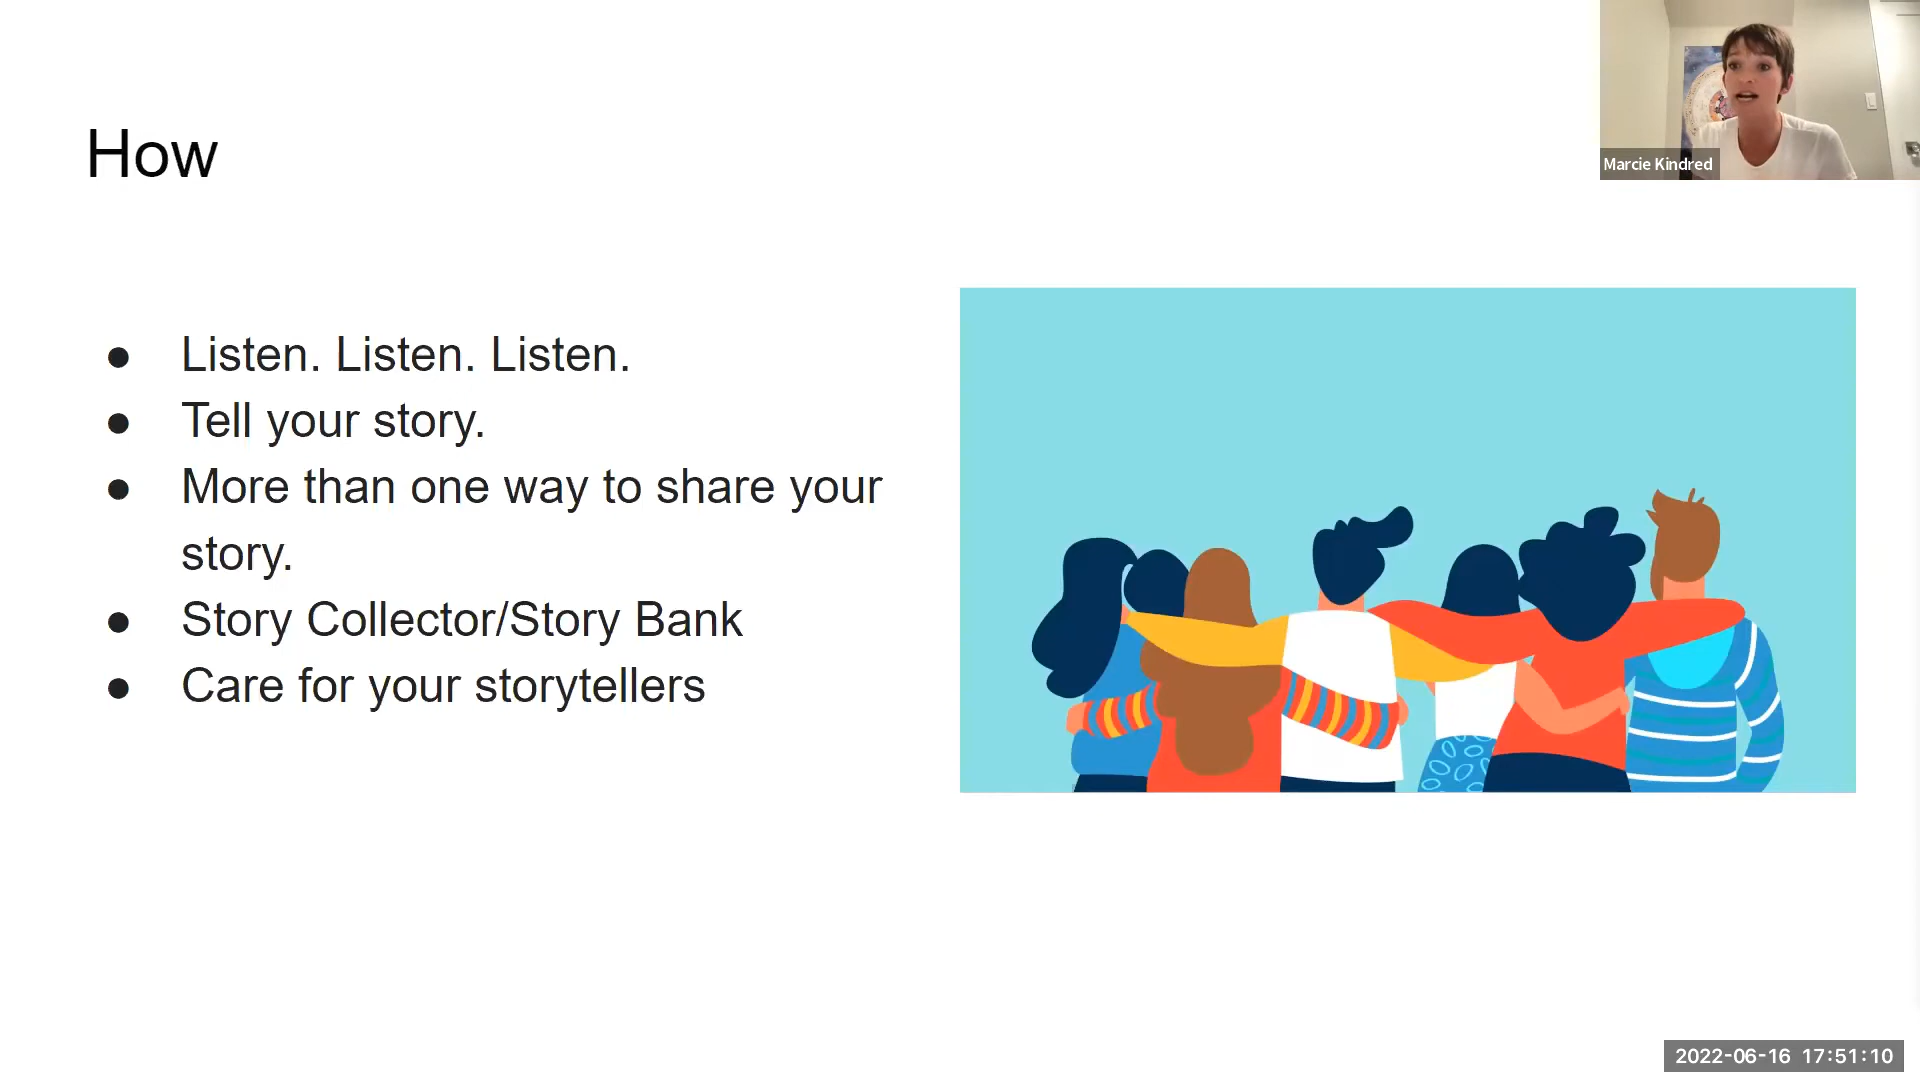 How
Marcie Kindred
● Listen. Listen. Listen.
● Tell your story.
● More than one way to share your
story.
● Story Collector/Story Bank
● Care for your storytellers
2022-06-16 17:51:10